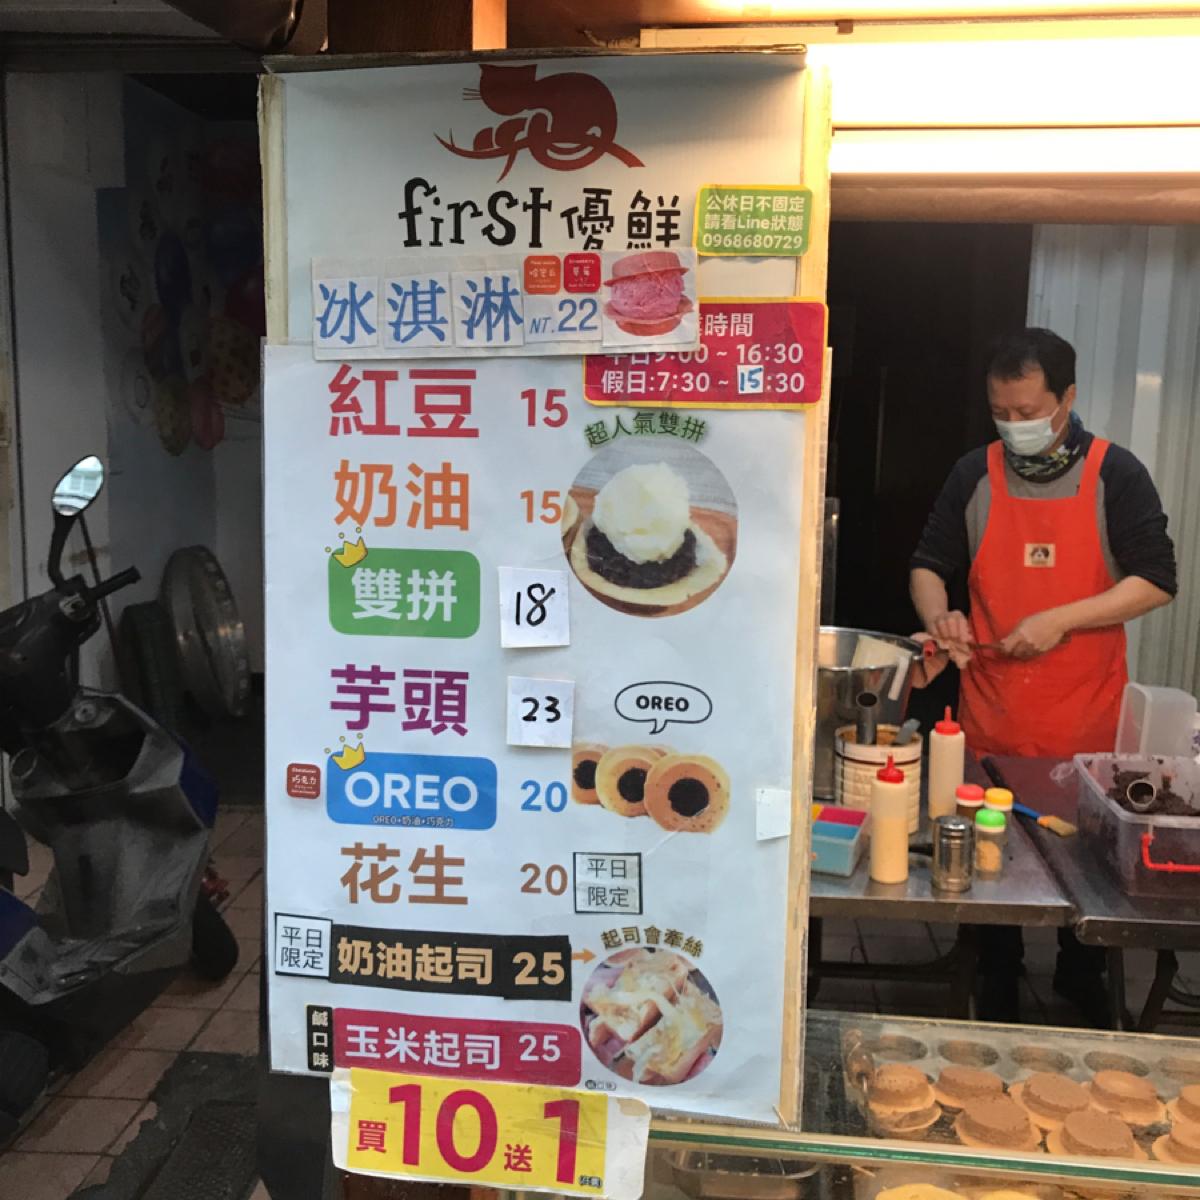 first優鮮
公休日不固定
請看Line狀態
0968680729
冰淇淋 NT.22
時間
平日9:00 ~ 16:30
假日:7:30 ~ 15:30
紅豆 15
超人氣雙拼
奶油 15
雙拼 18
芋頭 23
OREO
巧克力
OREO 20
OREO+奶油+巧克力
花生 20 平日
限定
平日
限定
奶油起司 25
起司會牽絲
鹹口味
玉米起司 25
買10送1